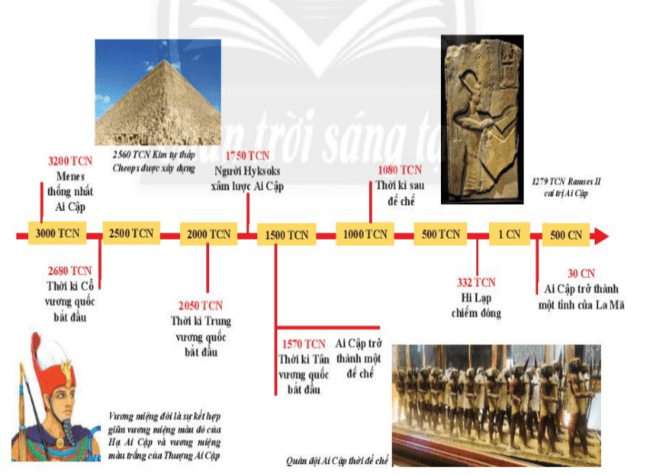 ân trời sáng tạ
2560 TCN Kim tự tháp
Cheops được xây dựng
3200 TCN
Menes
thống nhất
Ai Cập
1750 TCN
Người Hyksoks
xâm lược Ai Cập
1080 TCN
Thời kì sau
đế chế
1279 TCN Ramses II
cai trị Ai Cập
3000 TCN
2500 TCN
2000 TCN
1500 TCN
1000 TCN
500 TCN
1 CN
500 CN
2680 TCN
Thời kì Cổ
vương quốc
bắt đầu
2050 TCN
Thời kì Trung
vương quốc
bắt đầu
1570 TCN
Thời kì Tân
vương quốc
bắt đầu
Ai Cập trở
thành một
đế chế
332 TCN
Hi Lạp
chiếm đóng
30 CN
Ai Cập trở thành
một tỉnh của La Mã
Vương miện đôi là sự kết hợp
giữa vương miện màu đỏ của
Hạ Ai Cập và vương miện
màu trắng của Thượng Ai Cập
Quân đội Ai Cập thời đế chế